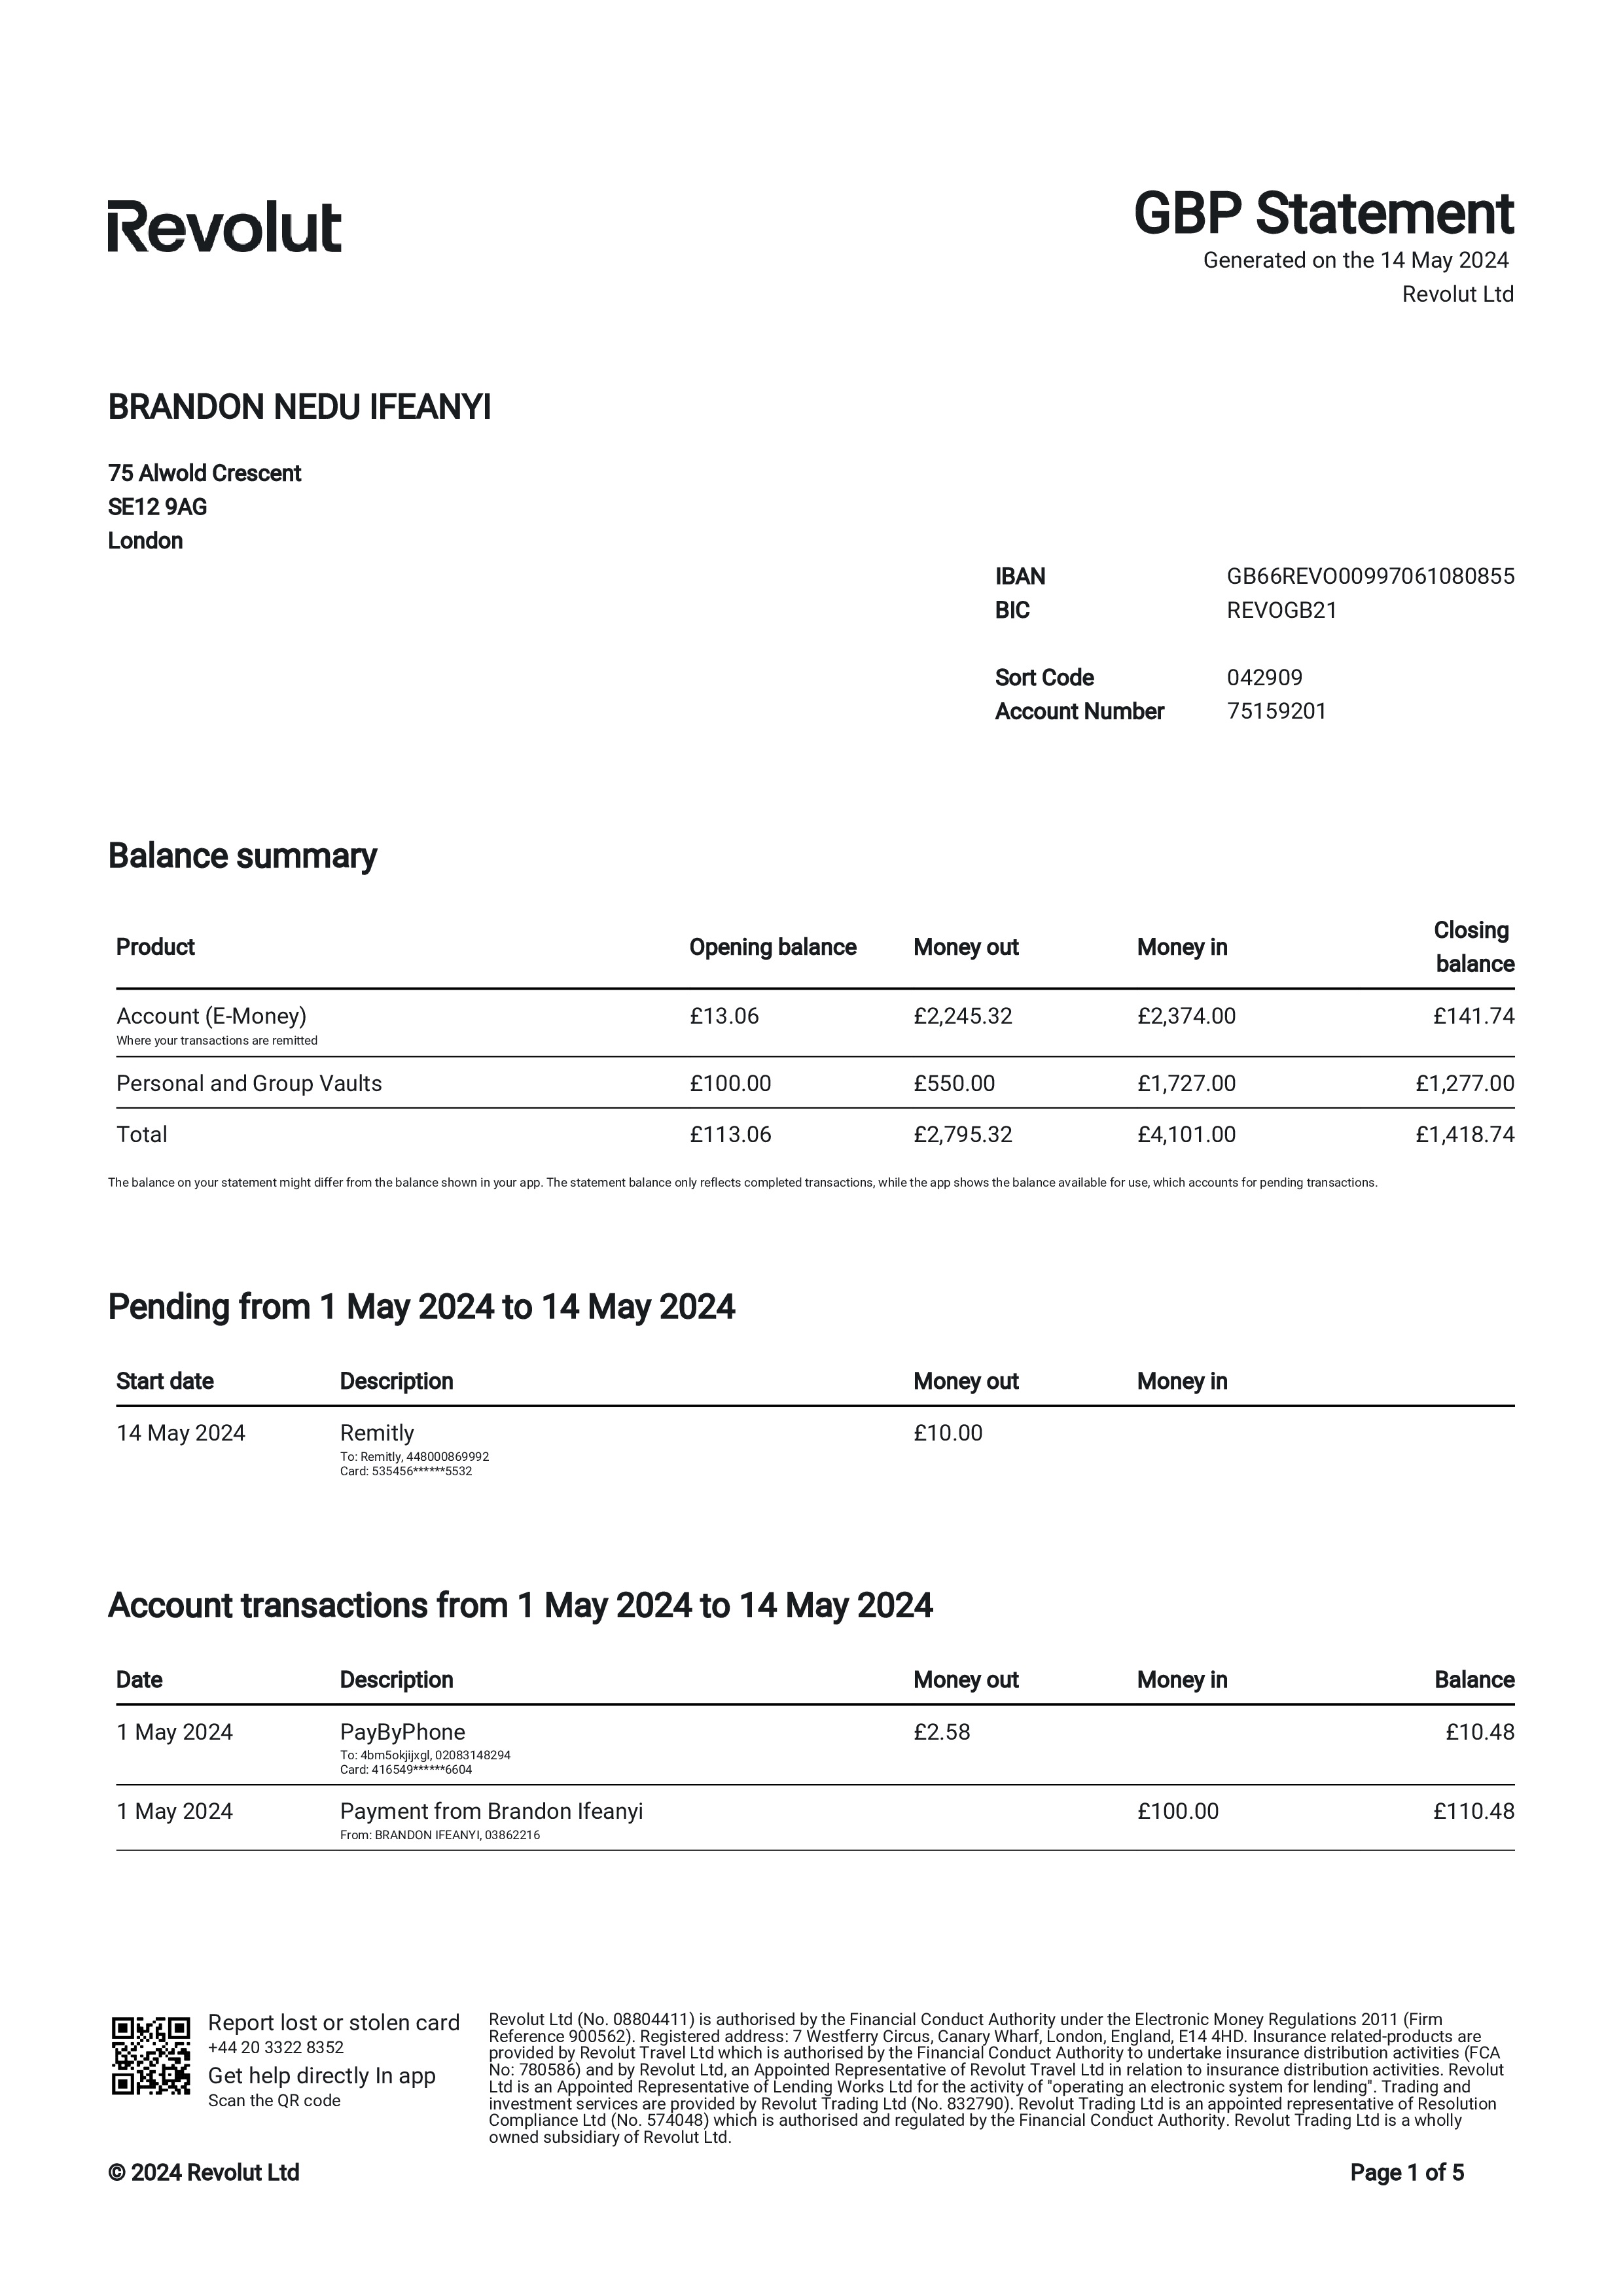 Revolut
GBP Statement
Generated on the 14 May 2024
Revolut Ltd
BRANDON NEDU IFEANYI
75 Alwold Crescent
SE12 9AG
London
IBAN GB66REVO00997061080855
BIC REVOGB21
Sort Code 042909
Account Number 75159201
Balance summary
Product Opening balance Money out Money in Closing balance
Account (E-Money) £13.06 £2,245.32 £2,374.00 £141.74
Where your transactions are remitted
Personal and Group Vaults £100.00 £550.00 £1,727.00 £1,277.00
Total £113.06 £2,795.32 £4,101.00 £1,418.74
The balance on your statement might differ from the balance shown in your app. The statement balance only reflects completed transactions, while the app shows the balance available for use, which accounts for pending transactions.
Pending from 1 May 2024 to 14 May 2024
Start date Description Money out Money in
14 May 2024 Remitly £10.00
To: Remitly, 448000869992
Card: 535456******5532
Account transactions from 1 May 2024 to 14 May 2024
Date Description Money out Money in Balance
1 May 2024 PayByPhone £2.58 £10.48
To: 4bm5okjijxgl, 02083148294
Card: 416549******6604
1 May 2024 Payment from Brandon Ifeanyi £100.00 £110.48
From: BRANDON IFEANYI, 03862216
Report lost or stolen card
+44 20 3322 8352
Get help directly In app
Scan the QR code
Revolut Ltd (No. 08804411) is authorised by the Financial Conduct Authority under the Electronic Money Regulations 2011 (Firm
Reference 900562). Registered address: 7 Westferry Circus, Canary Wharf, London, England, E14 4HD. Insurance related-products are
provided by Revolut Travel Ltd which is authorised by the Financial Conduct Authority to undertake insurance distribution activities (FCA
No: 780586) and by Revolut Ltd, an Appointed Representative of Revolut Travel Ltd in relation to insurance distribution activities. Revolut
Ltd is an Appointed Representative of Lending Works Ltd for the activity of "operating an electronic system for lending". Trading and
investment services are provided by Revolut Trading Ltd (No. 832790). Revolut Trading Ltd is an appointed representative of Resolution
Compliance Ltd (No. 574048) which is authorised and regulated by the Financial Conduct Authority. Revolut Trading Ltd is a wholly
owned subsidiary of Revolut Ltd.
© 2024 Revolut Ltd
Page 1 of 5